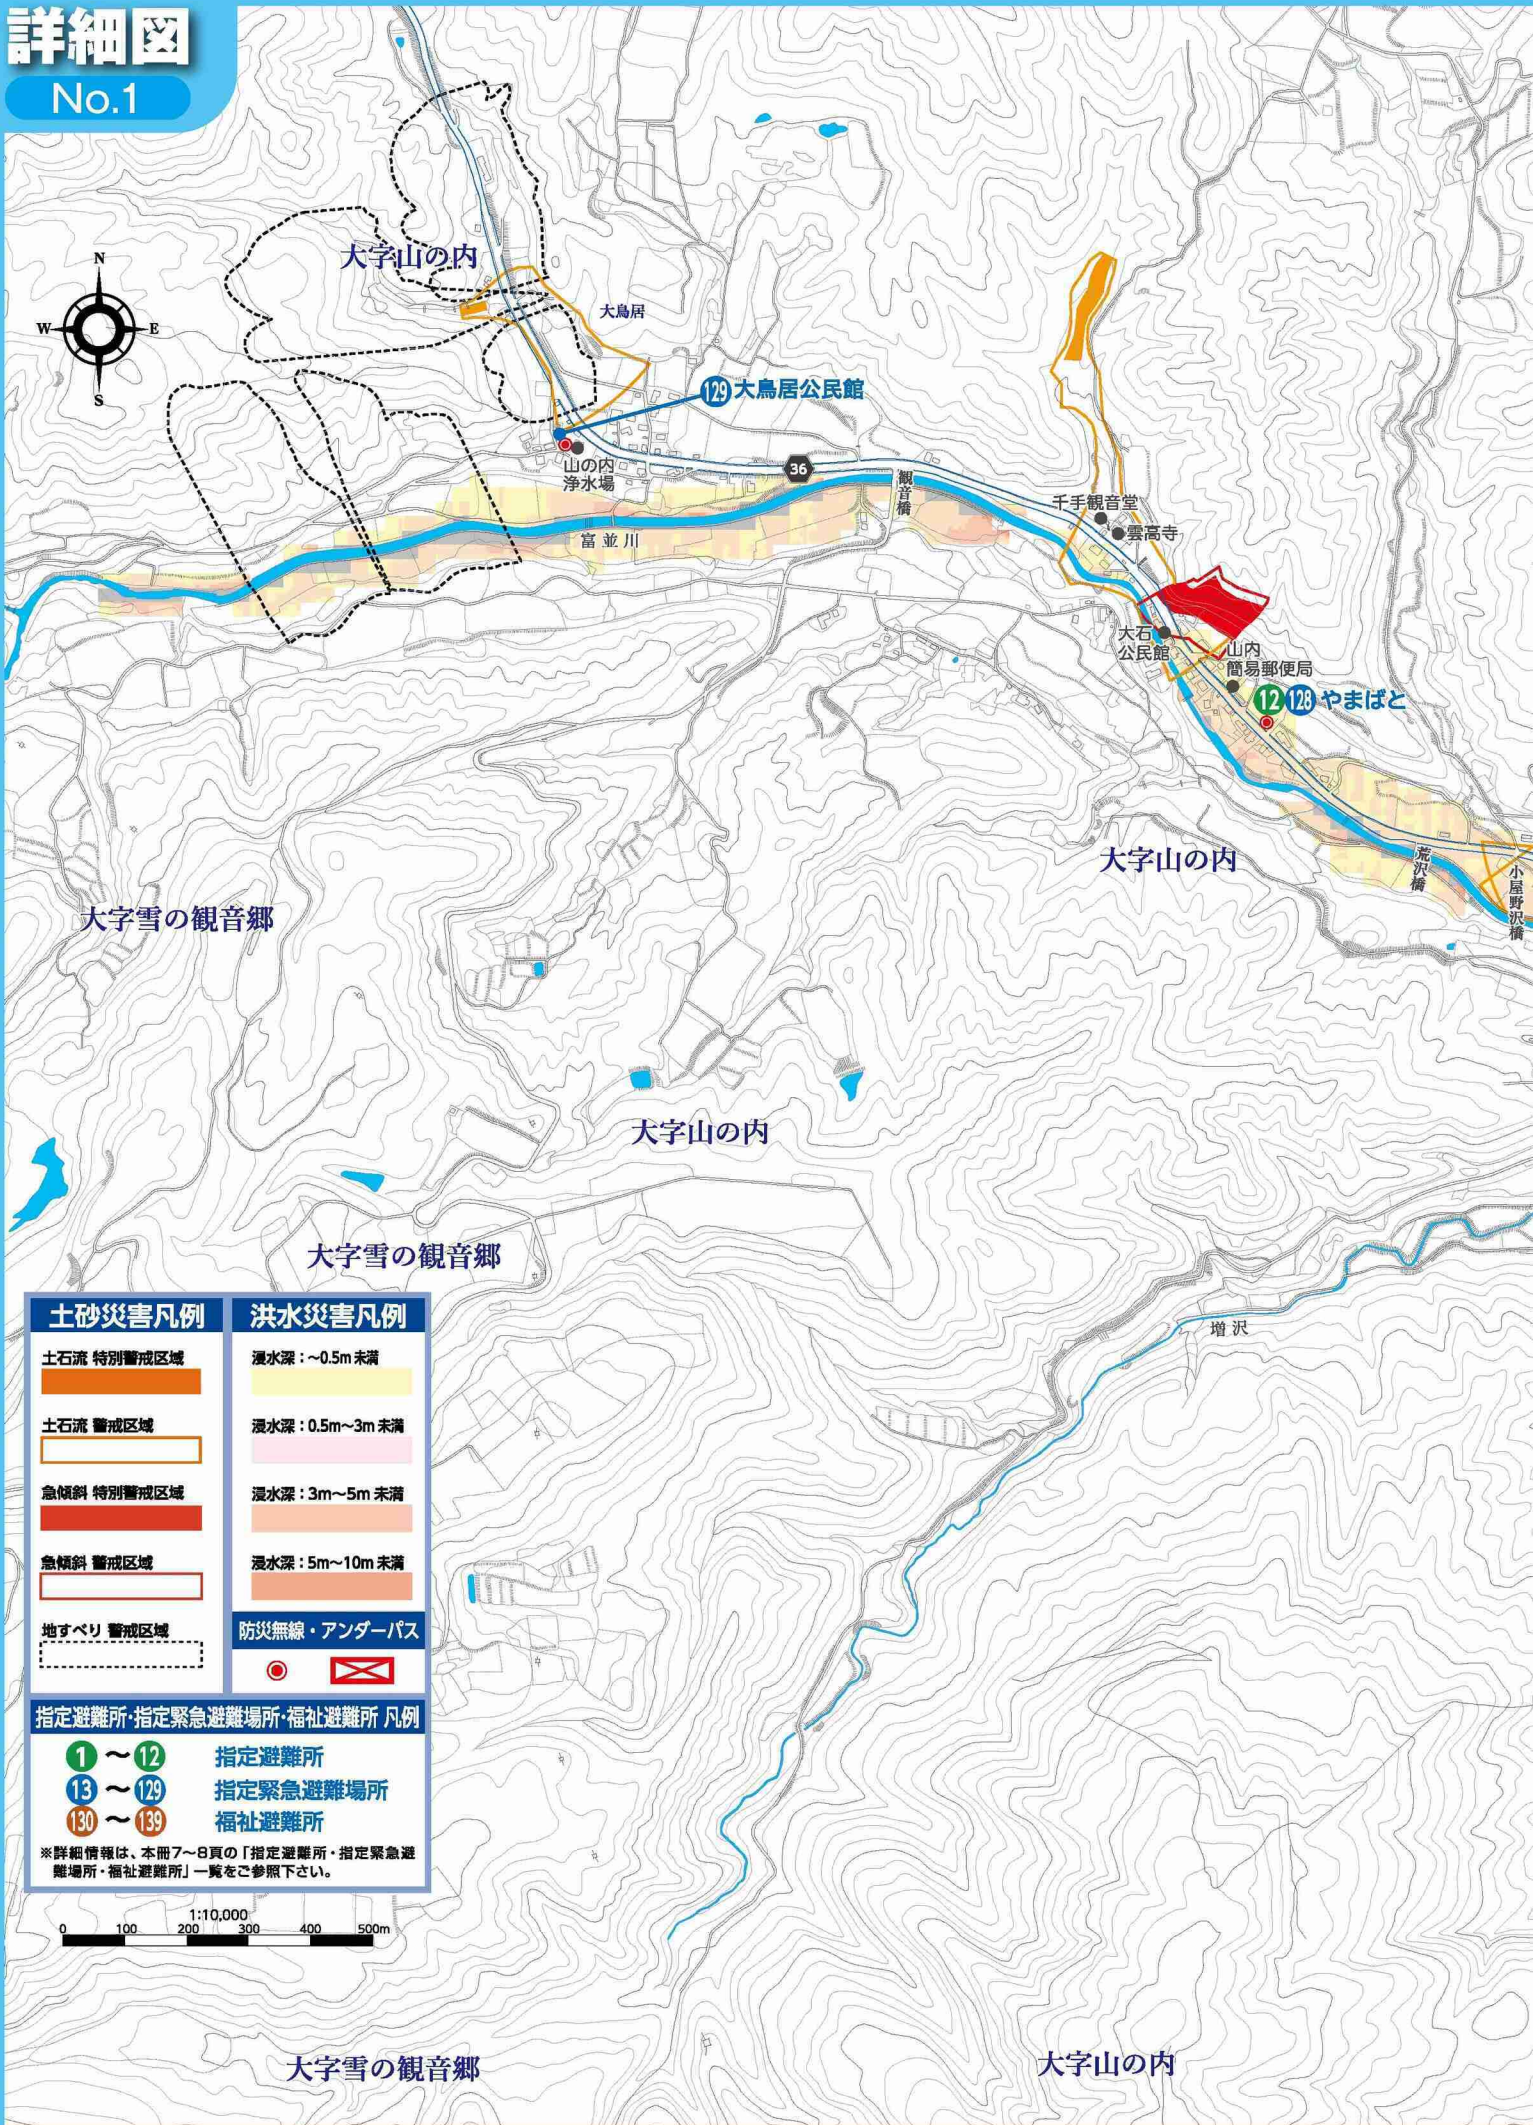 詳細図
No.1
大字山の内
大鳥居
N
W
E
S
129 大鳥居公民館
山の内
浄水場
36
観音橋
富並川
千手観音堂
雲高寺
大石
公民館
山内
簡易郵便局
12 128 やまばと
大字山の内
荒沢橋
小屋野沢橋
大字雪の観音郷
大字山の内
大字雪の観音郷
増沢
土砂災害凡例
土石流 特別警戒区域
土石流 警戒区域
急傾斜 特別警戒区域
急傾斜 警戒区域
地すべり 警戒区域
洪水災害凡例
浸水深：～0.5m 未満
浸水深：0.5m～3m 未満
浸水深：3m～5m 未満
浸水深：5m～10m 未満
防災無線・アンダーパス
指定避難所・指定緊急避難場所・福祉避難所 凡例
1 ～ 12 指定避難所
13 ～ 129 指定緊急避難場所
130 ～ 139 福祉避難所
※詳細情報は、本冊7～8頁の「指定避難所・指定緊急避
難場所・福祉避難所」一覧をご参照下さい。
1:10,000
0 100 200 300 400 500m
大字雪の観音郷
大字山の内